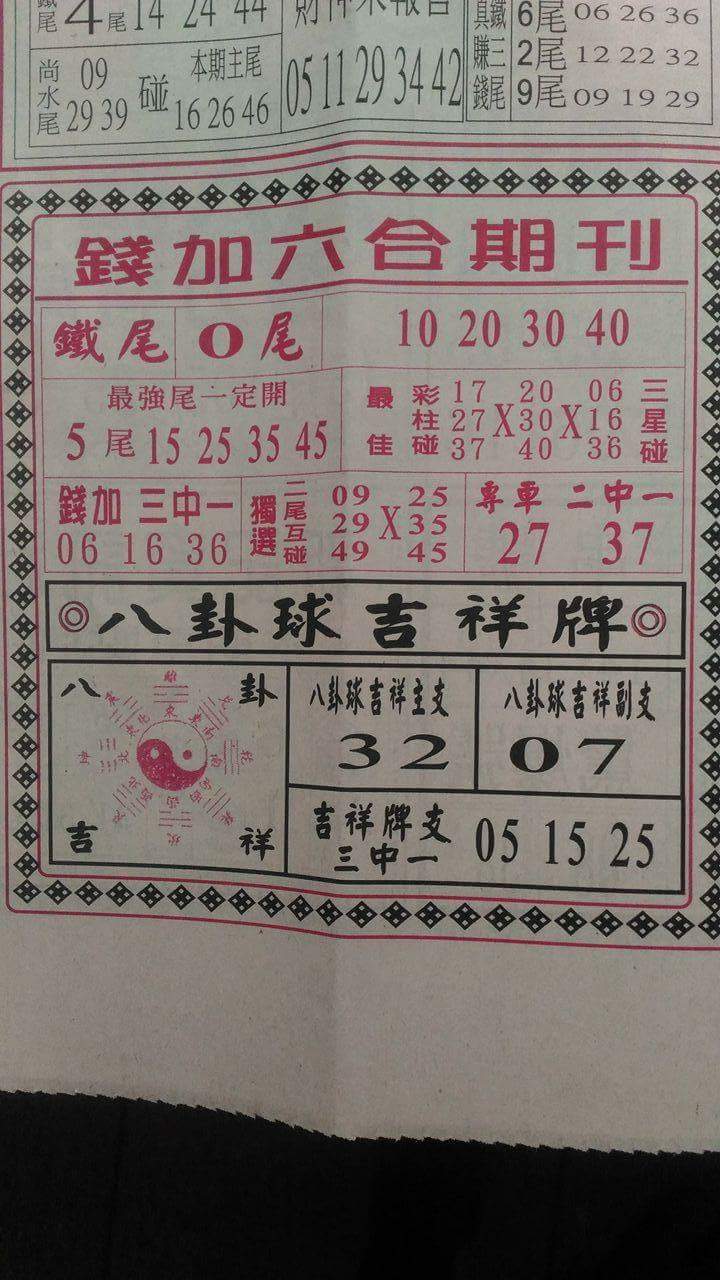 4尾 14 24 44
尚水尾 09 29 39 碰 本期主尾 16 26 46
05 11 29 34 42
真鐵賺三錢尾
6尾 06 26 36
2尾 12 22 32
9尾 09 19 29
錢加六合期刊
鐵尾 0尾 10 20 30 40
最強尾一定開
5尾 15 25 35 45
最佳 彩柱碰 17 27 37 X 20 30 40 X 06 16 36 三星碰
錢加 三中一
06 16 36
獨選 二尾互碰 09 29 49 X 25 35 45
專車 二中一
27 37
◎八卦球吉祥牌◎
八卦
吉祥
八卦球吉祥主支
32
八卦球吉祥副支
07
吉祥牌支
三中一
05 15 25